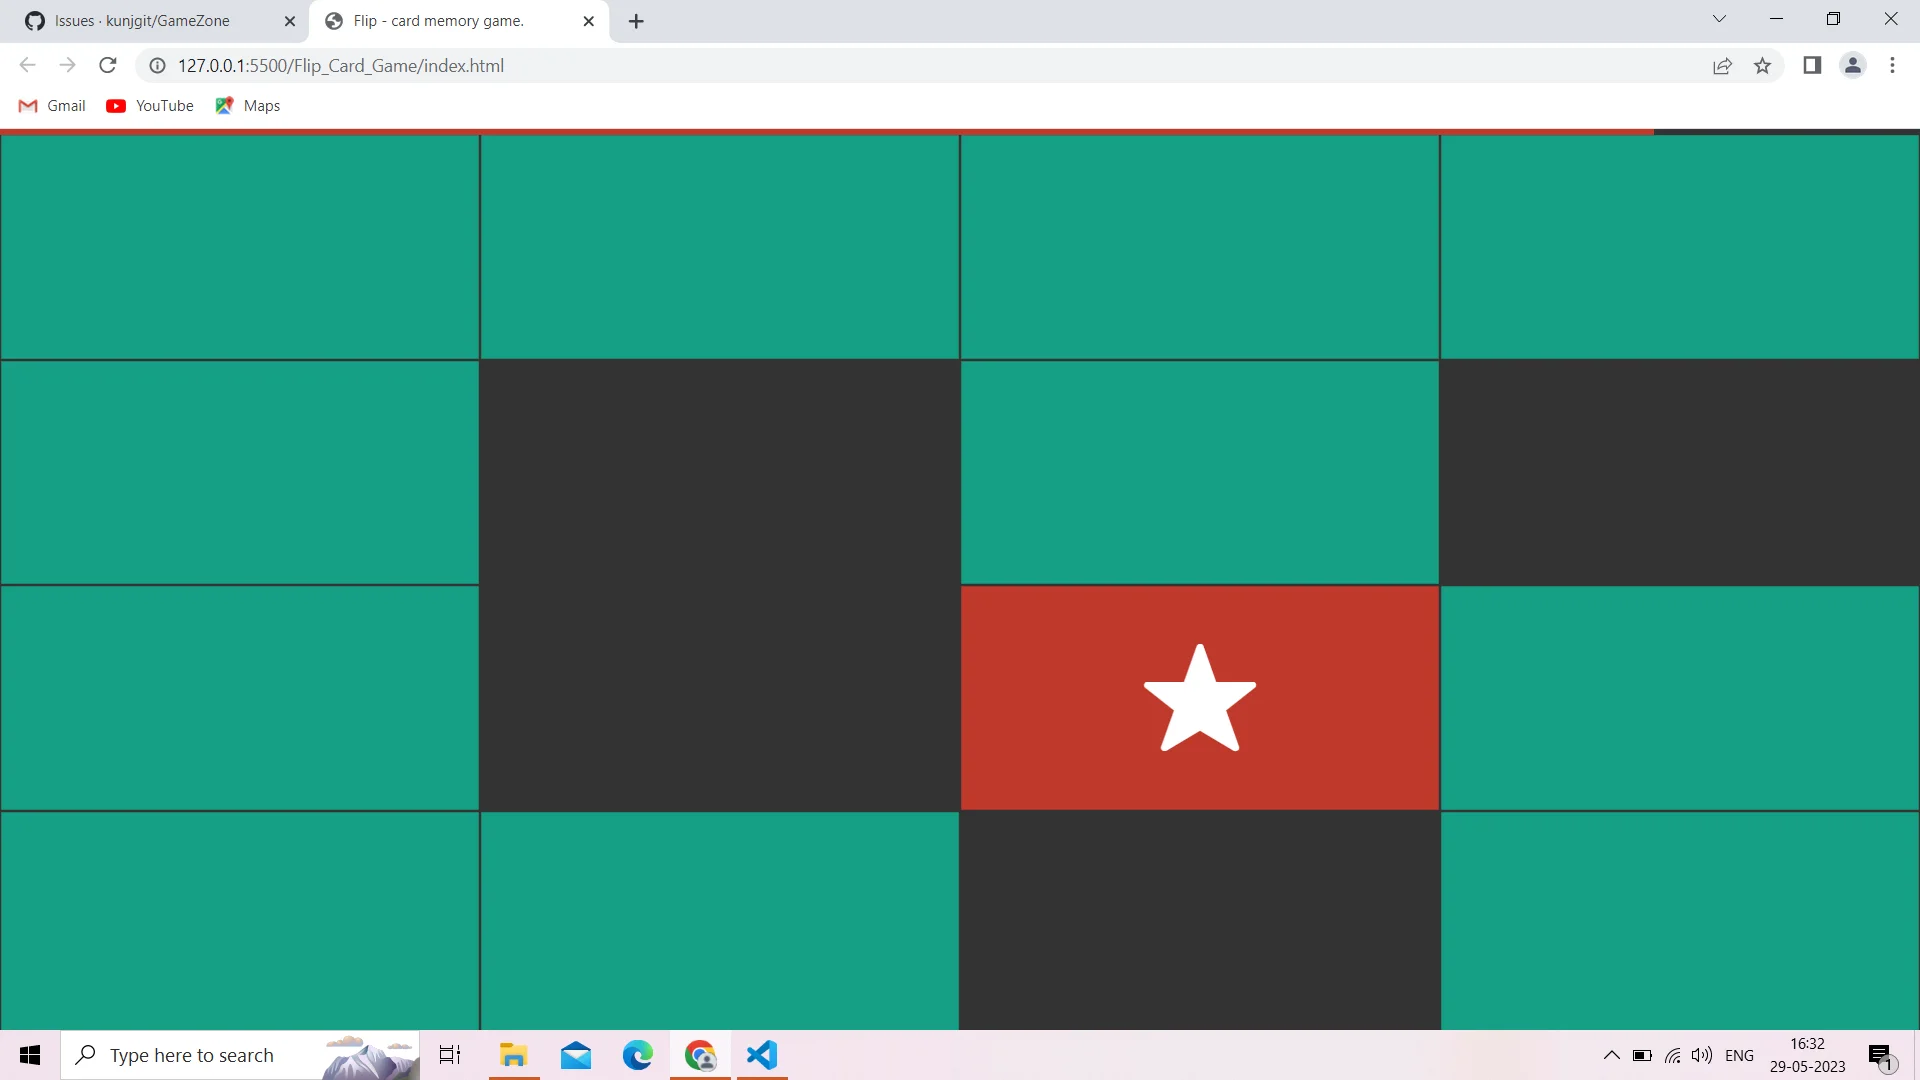 Issues · kunjgit/GameZone
Flip - card memory game.
127.0.0.1:5500/Flip_Card_Game/index.html
Gmail
YouTube
Maps
Type here to search
ENG
16:32
29-05-2023
1